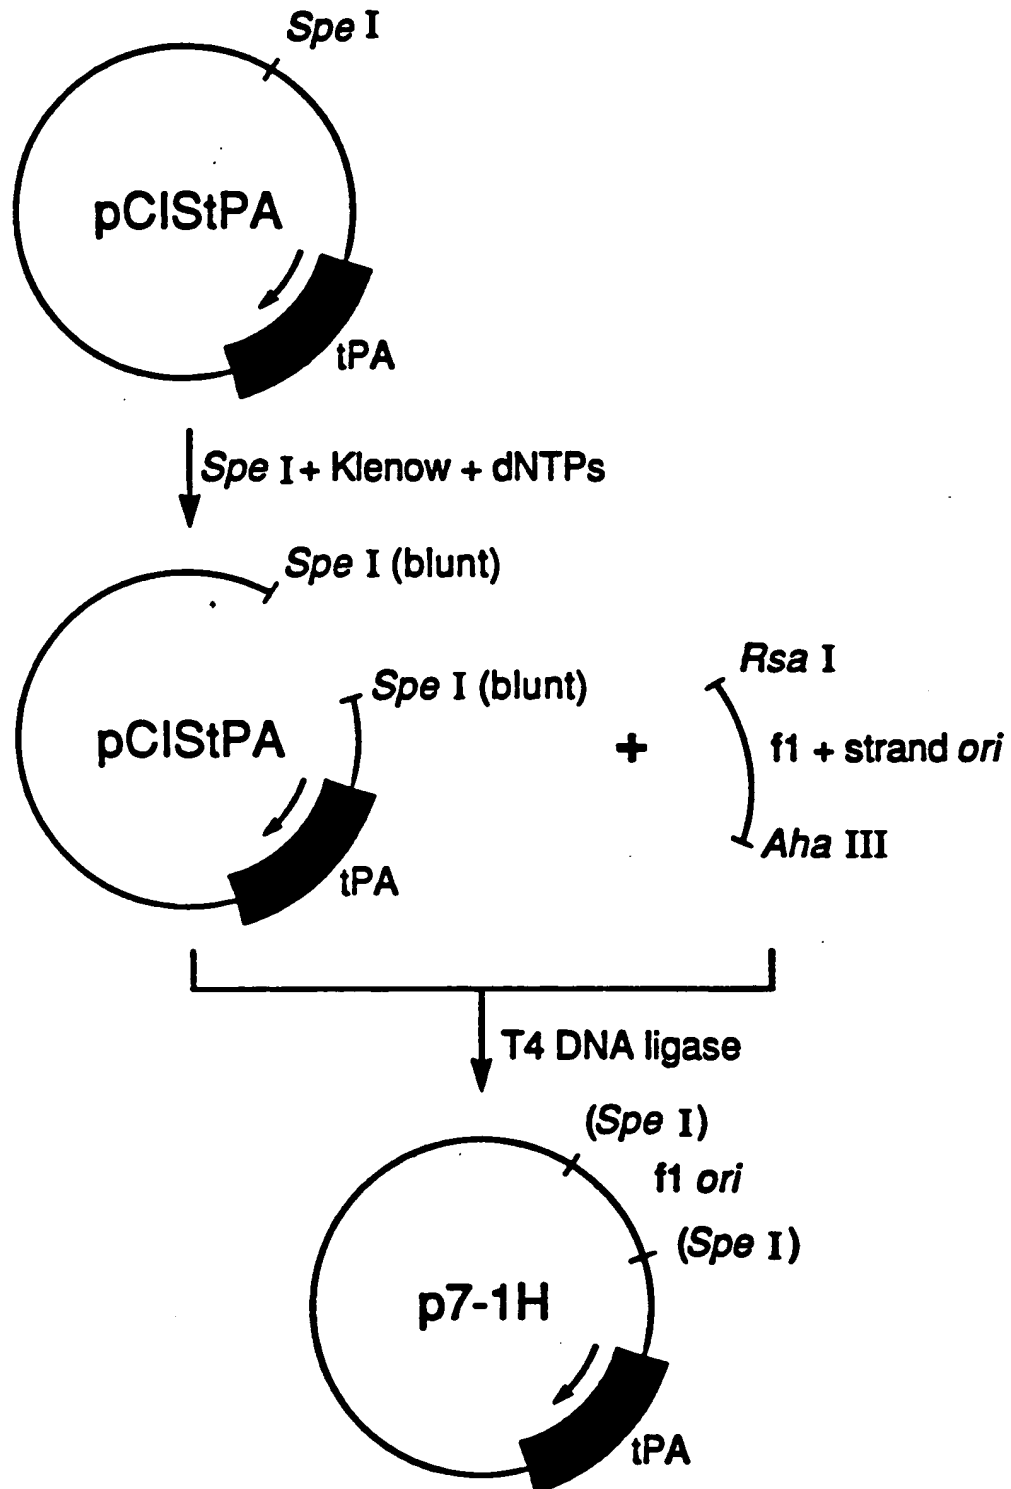 Spe I
pCIStPA
tPA
Spe I + Klenow + dNTPs
Spe I (blunt)
Spe I (blunt)
pCIStPA
tPA
+
Rsa I
f1 + strand ori
Aha III
T4 DNA ligase
(Spe I)
f1 ori
(Spe I)
p7-1H
tPA